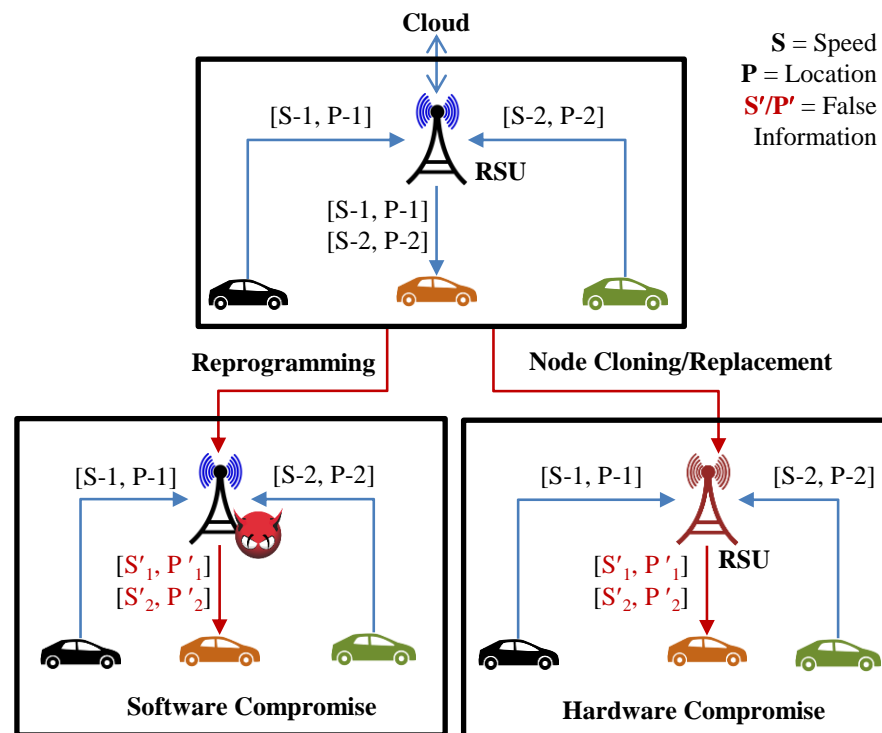 Cloud
S = Speed
P = Location
S′/P′ = False
Information
[S-1, P-1]
[S-2, P-2]
RSU
[S-1, P-1]
[S-2, P-2]
Reprogramming
Node Cloning/Replacement
[S-1, P-1]
[S-2, P-2]
[S′₁, P′₁]
[S′₂, P′₂]
Software Compromise
[S-1, P-1]
[S-2, P-2]
[S′₁, P′₁]
[S′₂, P′₂]
RSU
Hardware Compromise